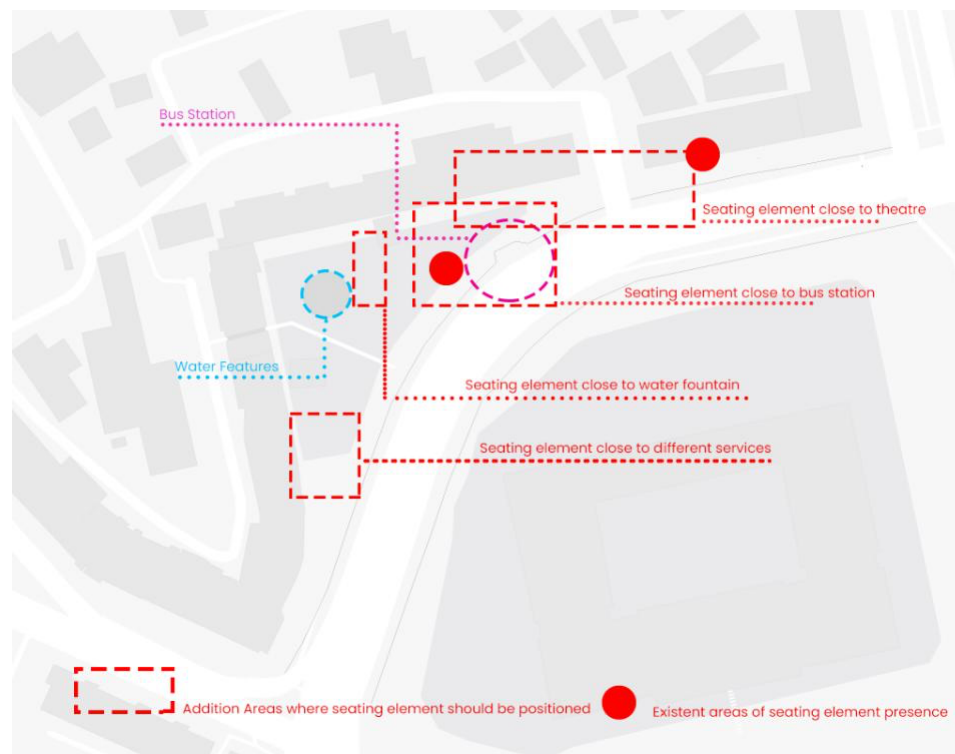 Bus Station
Seating element close to theatre
Seating element close to bus station
Water Features
Seating element close to water fountain
Seating element close to different services
Addition Areas where seating element should be positioned
Existent areas of seating element presence